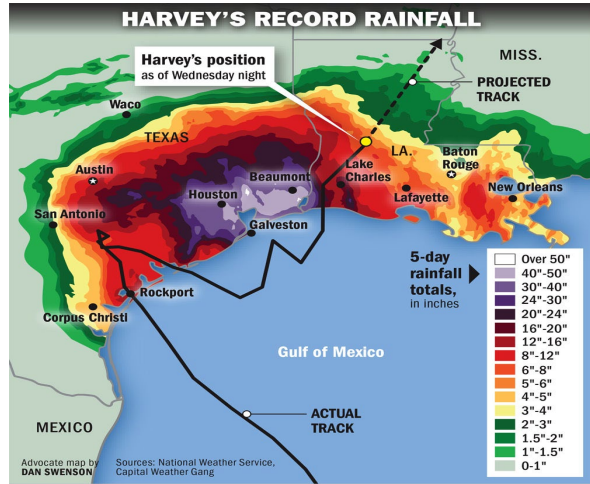 HARVEY'S RECORD RAINFALL
Harvey's position
as of Wednesday night
MISS.
PROJECTED
TRACK
Waco
TEXAS
LA.
Baton
Rouge
Austin
Lake
Charles
Beaumont
Houston
New Orleans
Lafayette
San Antonio
Galveston
5-day
rainfall
totals,
in inches
Over 50"
40"-50"
30"-40"
24"-30"
20"-24"
16"-20"
12"-16"
8"-12"
6"-8"
5"-6"
4"-5"
3"-4"
2"-3"
1.5"-2"
1"-1.5"
0-1"
Rockport
Corpus Christi
Gulf of Mexico
ACTUAL
TRACK
MEXICO
Advocate map by
DAN SWENSON
Sources: National Weather Service,
Capital Weather Gang